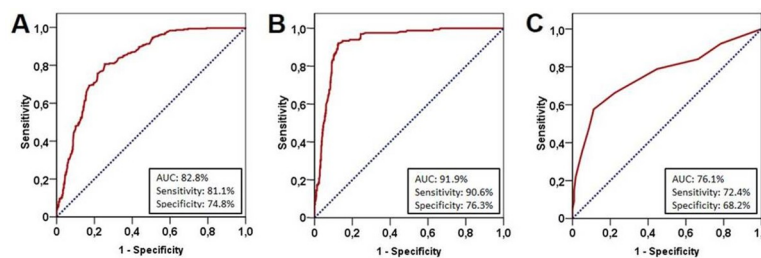 A
Sensitivity
1,0
0,8
0,6
0,4
0,2
0
AUC: 82.8%
Sensitivity: 81.1%
Specificity: 74.8%
0 0,2 0,4 0,6 0,8 1,0
1 - Specificity
B
Sensitivity
1,0
0,8
0,6
0,4
0,2
0
AUC: 91.9%
Sensitivity: 90.6%
Specificity: 76.3%
0 0,2 0,4 0,6 0,8 1,0
1 - Specificity
C
Sensitivity
1,0
0,8
0,6
0,4
0,2
0
AUC: 76.1%
Sensitivity: 72.4%
Specificity: 68.2%
0 0,2 0,4 0,6 0,8 1,0
1 - Specificity